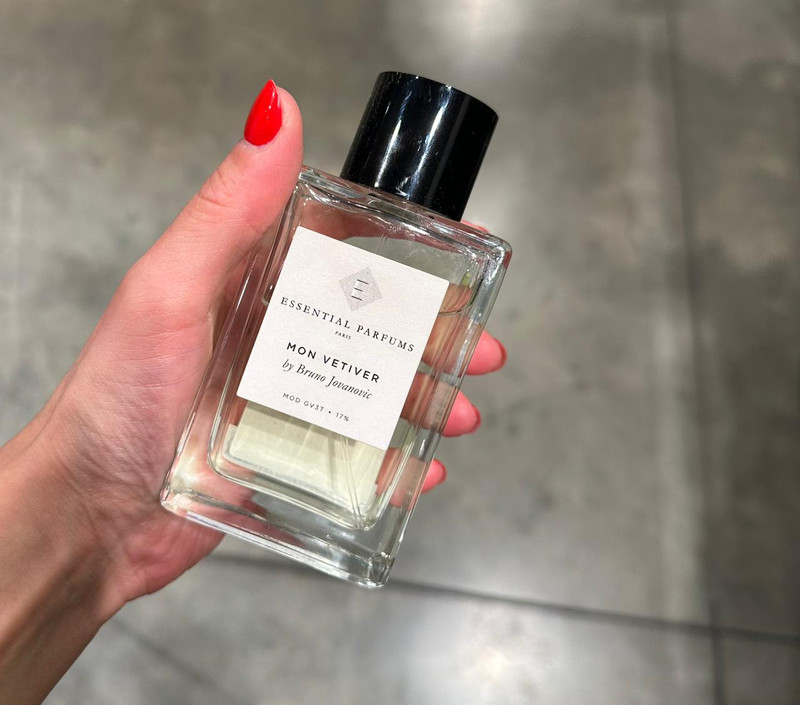 E
ESSENTIAL PARFUMS
PARIS
MON VETIVER
by Bruno Jovanovic
MOD GV3T • 17%